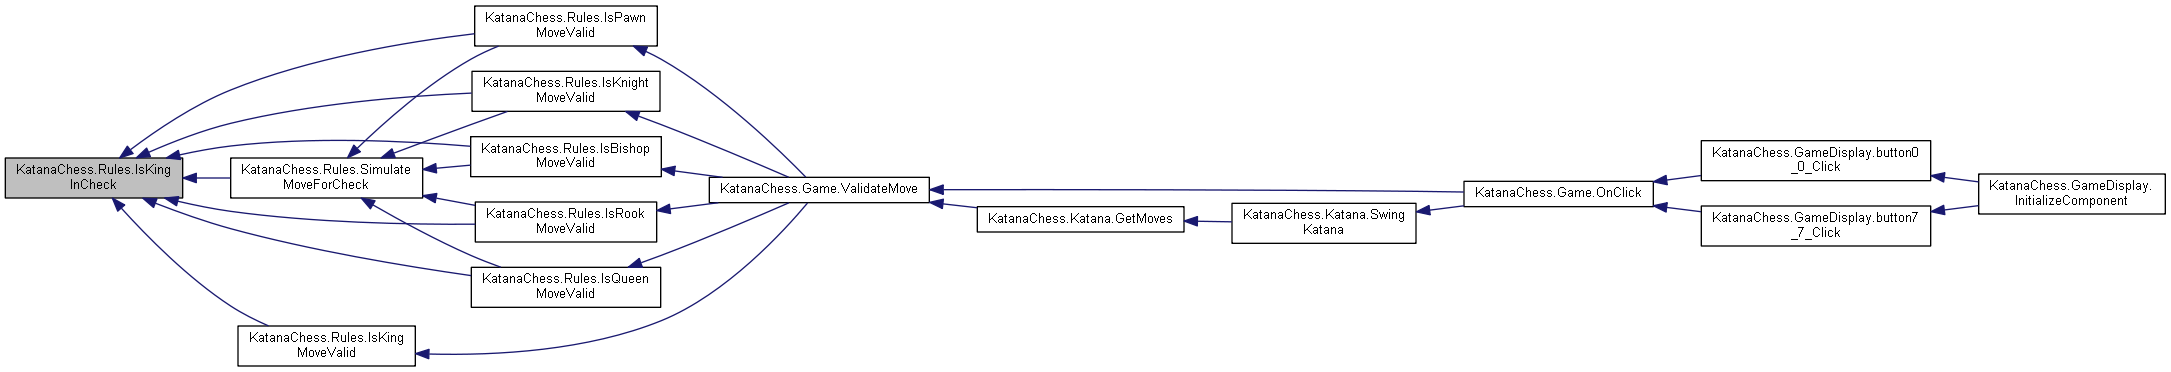 KatanaChess.Rules.IsKing
InCheck
KatanaChess.Rules.Simulate
MoveForCheck
KatanaChess.Rules.IsKing
MoveValid
KatanaChess.Rules.IsPawn
MoveValid
KatanaChess.Rules.IsKnight
MoveValid
KatanaChess.Rules.IsBishop
MoveValid
KatanaChess.Rules.IsRook
MoveValid
KatanaChess.Rules.IsQueen
MoveValid
KatanaChess.Game.ValidateMove
KatanaChess.Katana.GetMoves
KatanaChess.Katana.Swing
Katana
KatanaChess.Game.OnClick
KatanaChess.GameDisplay.button0
_0_Click
KatanaChess.GameDisplay.button7
_7_Click
KatanaChess.GameDisplay.
InitializeComponent